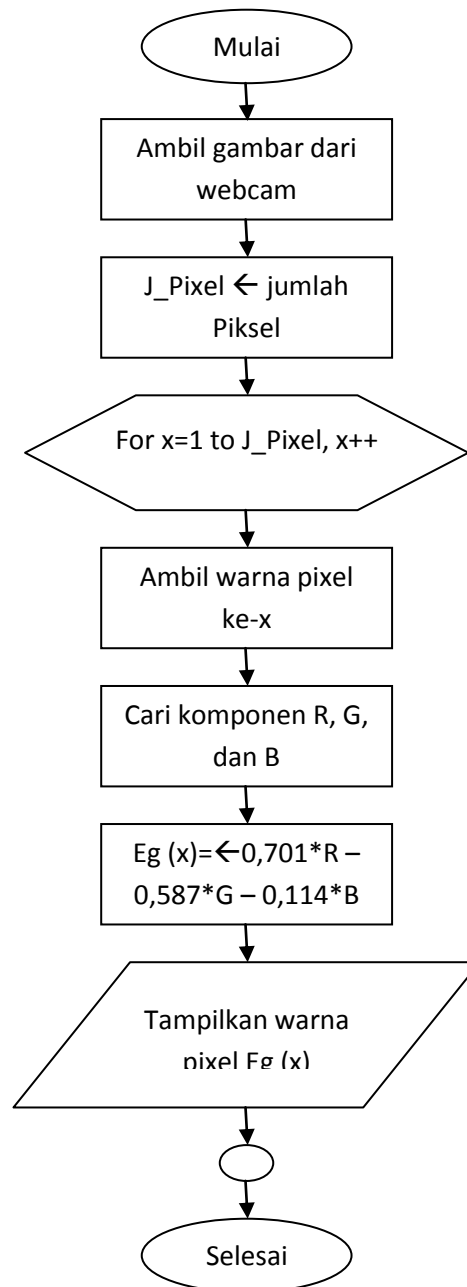 Mulai
Ambil gambar dari
webcam
J_Pixel ← jumlah
Piksel
For x=1 to J_Pixel, x++
Ambil warna pixel
ke-x
Cari komponen R, G,
dan B
Eg (x)=←0,701*R –
0,587*G – 0,114*B
Tampilkan warna
pixel Eg (x)
Selesai